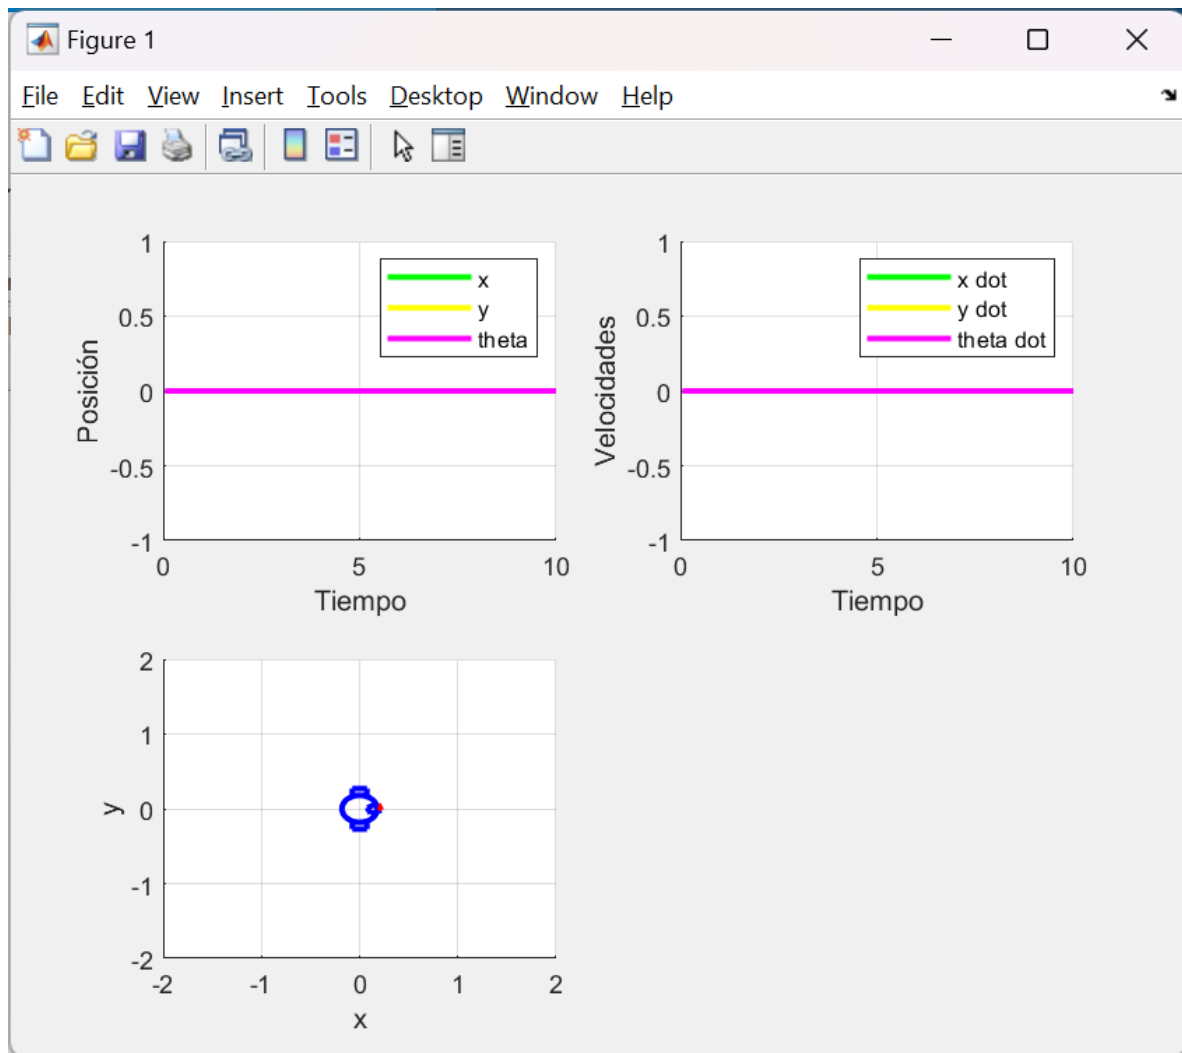 Figure 1
File Edit View Insert Tools Desktop Window Help
1
0.5
0
-0.5
-1
0 5 10
Posición
Tiempo
x
y
theta
1
0.5
0
-0.5
-1
0 5 10
Velocidades
Tiempo
x dot
y dot
theta dot
2
1
0
-1
-2
-2 -1 0 1 2
y
x